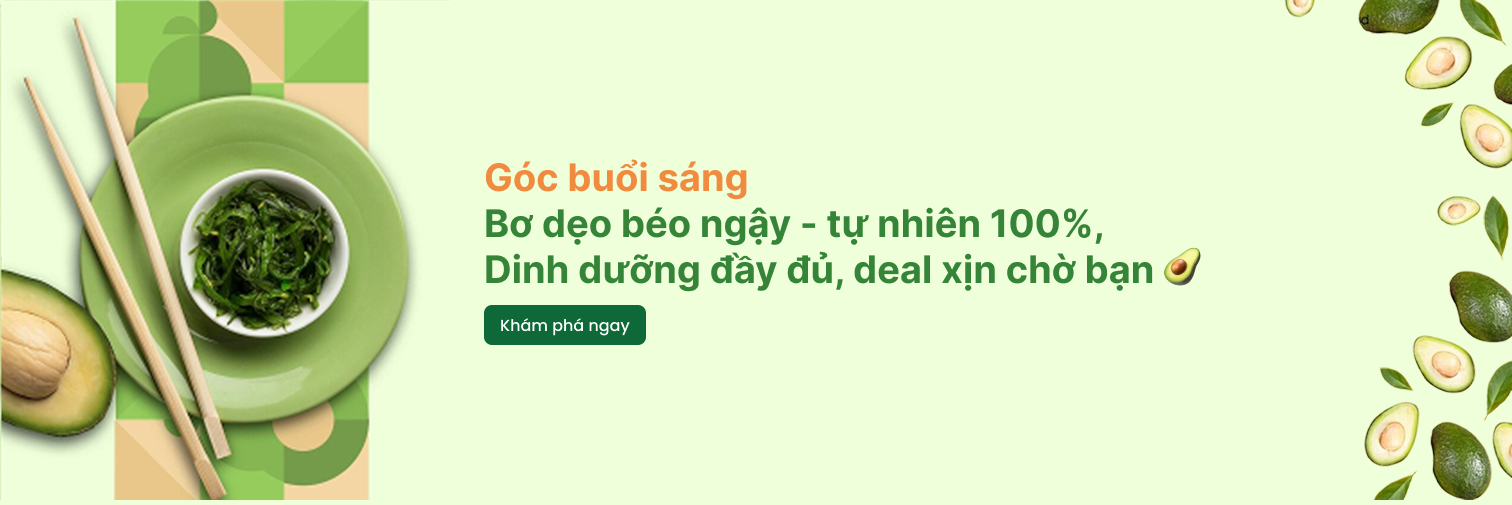 d
Góc buổi sáng
Bơ dẹo béo ngậy - tự nhiên 100%,
Dinh dưỡng đầy đủ, deal xịn chờ bạn 🥑
Khám phá ngay